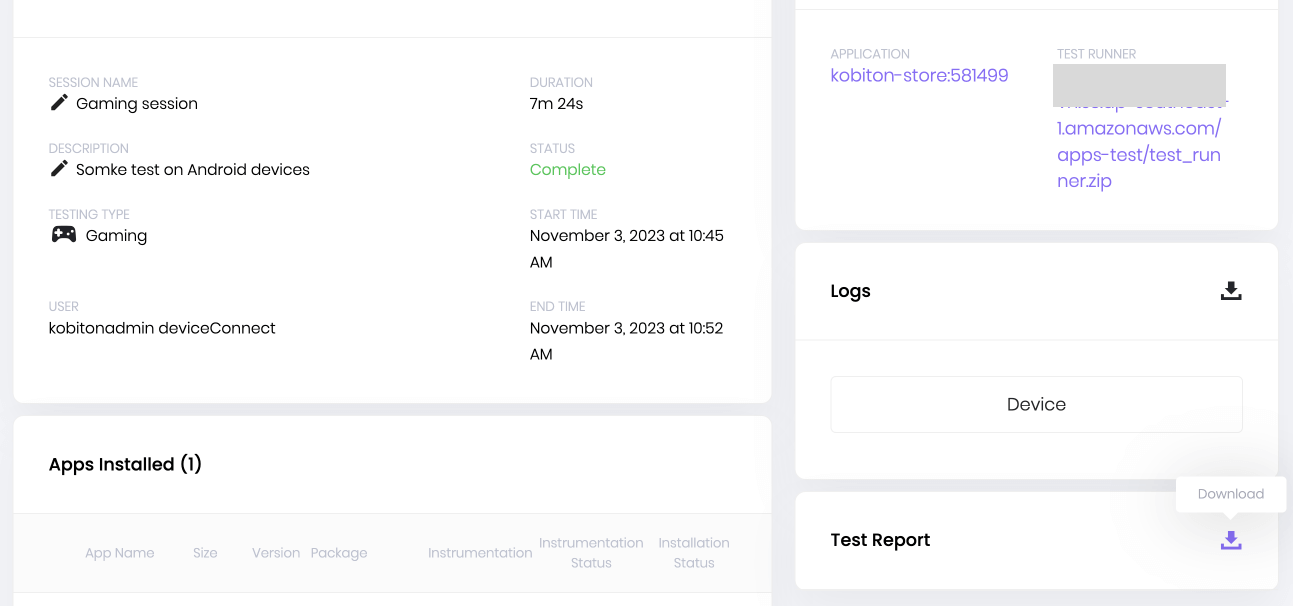 SESSION NAME
Gaming session
DESCRIPTION
Somke test on Android devices
TESTING TYPE
Gaming
USER
kobitonadmin deviceConnect
DURATION
7m 24s
STATUS
Complete
START TIME
November 3, 2023 at 10:45
AM
END TIME
November 3, 2023 at 10:52
AM
Apps Installed (1)
App Name
Size
Version
Package
Instrumentation
Instrumentation
Status
Installation
Status
APPLICATION
kobiton-store:581499
TEST RUNNER
1.amazonaws.com/
apps-test/test_run
ner.zip
Logs
Device
Download
Test Report